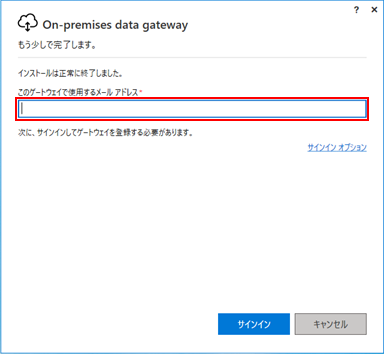 ? ×
On-premises data gateway
もう少しで完了します。
インストールは正常に終了しました。
このゲートウェイで使用するメール アドレス*
次に、サインインしてゲートウェイを登録する必要があります。
サインイン オプション
サインイン キャンセル